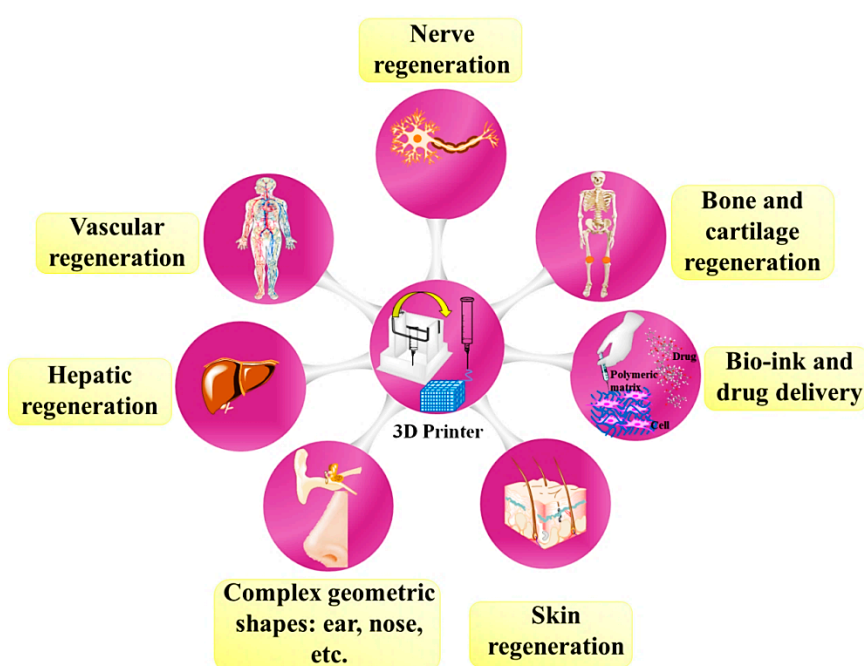 Nerve
regeneration
Vascular
regeneration
Bone and
cartilage
regeneration
Hepatic
regeneration
3D Printer
Drug
Polymeric
matrix
Cell
Bio-ink and
drug delivery
Complex geometric
shapes: ear, nose,
etc.
Skin
regeneration